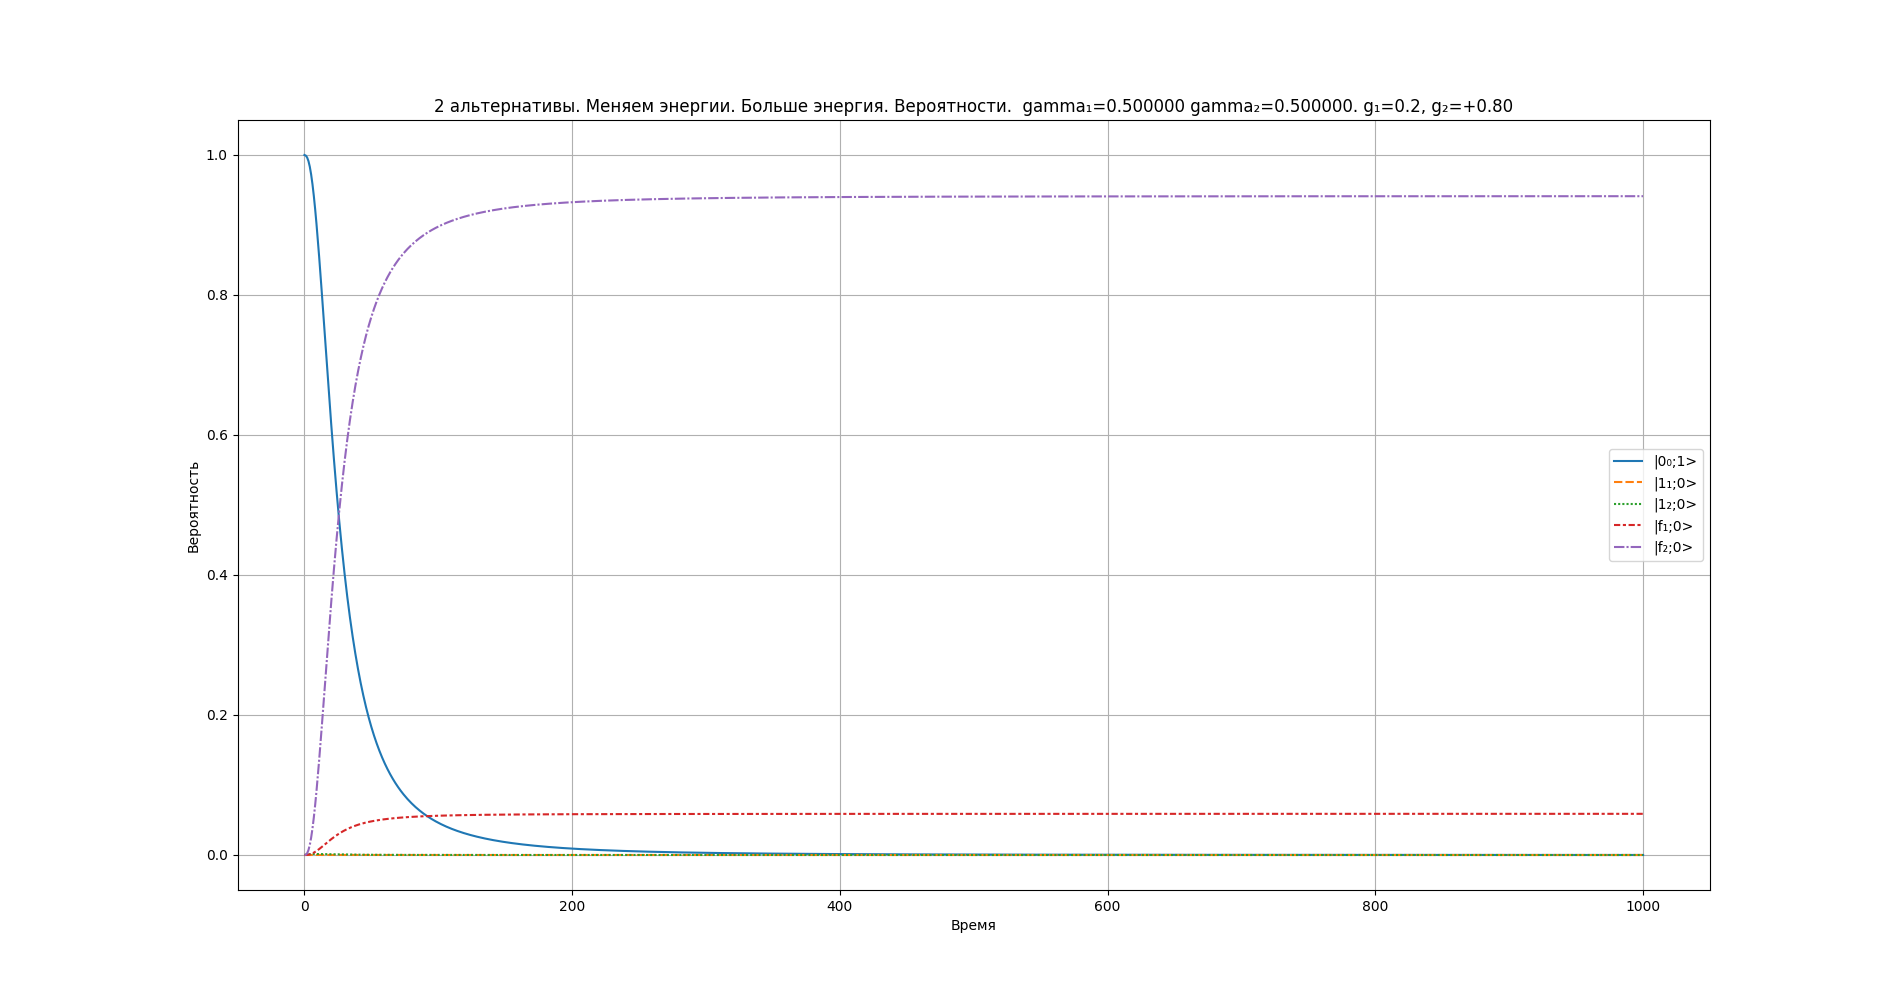 2 альтернативы. Меняем энергии. Больше энергия. Вероятности.  gamma₁=0.500000 gamma₂=0.500000. g₁=0.2, g₂=+0.80
Вероятность
1.0
0.8
0.6
0.4
0.2
0.0
|0₀;1>
|1₁;0>
|1₂;0>
|f₁;0>
|f₂;0>
0 200 400 600 800 1000
Время